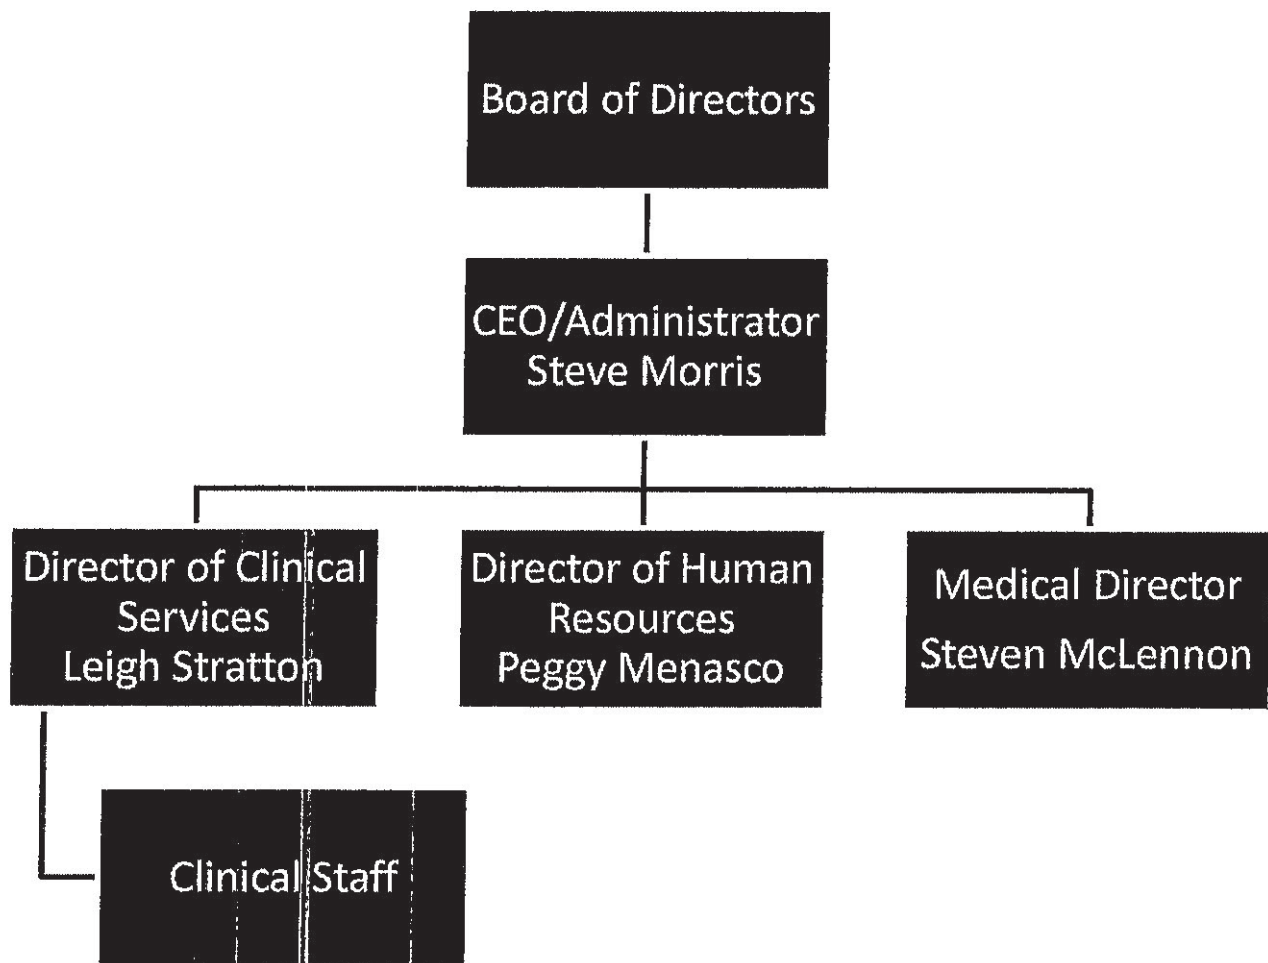 Board of Directors
CEO/Administrator
Steve Morris
Director of Clinical
Services
Leigh Stratton
Director of Human
Resources
Peggy Menasco
Medical Director
Steven McLennon
Clinical Staff